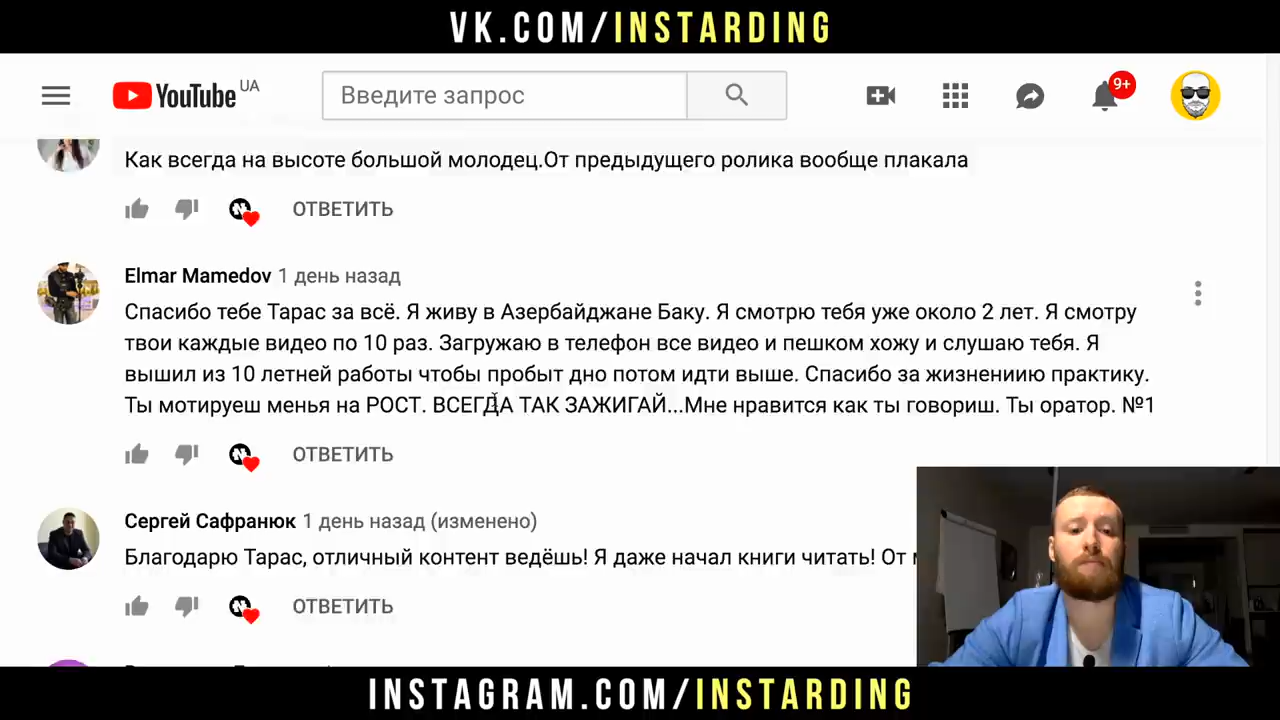 VK.COM/INSTARDING
YouTube UA
Введите запрос
9+
Как всегда на высоте большой молодец.От предыдущего ролика вообще плакала
ОТВЕТИТЬ
Elmar Mamedov 1 день назад
Спасибо тебе Тарас за всё. Я живу в Азербайджане Баку. Я смотрю тебя уже около 2 лет. Я смотру
твои каждые видео по 10 раз. Загружаю в телефон все видео и пешком хожу и слушаю тебя. Я
вышил из 10 летней работы чтобы пробыт дно потом идти выше. Спасибо за жизнениию практику.
Ты мотируеш менья на РОСТ. ВСЕГДА ТАК ЗАЖИГАЙ...Мне нравится как ты говориш. Ты оратор. №1
ОТВЕТИТЬ
Сергей Сафранюк 1 день назад (изменено)
Благодарю Тарас, отличный контент ведёшь! Я даже начал книги читать! От
ОТВЕТИТЬ
INSTAGRAM.COM/INSTARDING